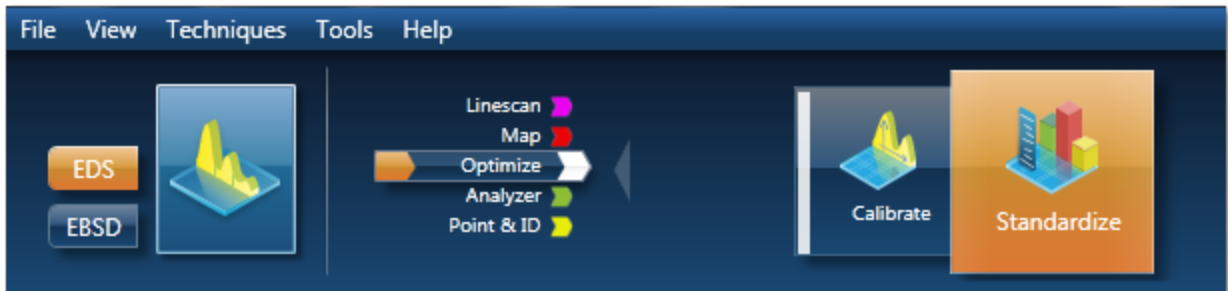 File View Techniques Tools Help
EDS
EBSD
Linescan
Map
Optimize
Analyzer
Point & ID
Calibrate
Standardize